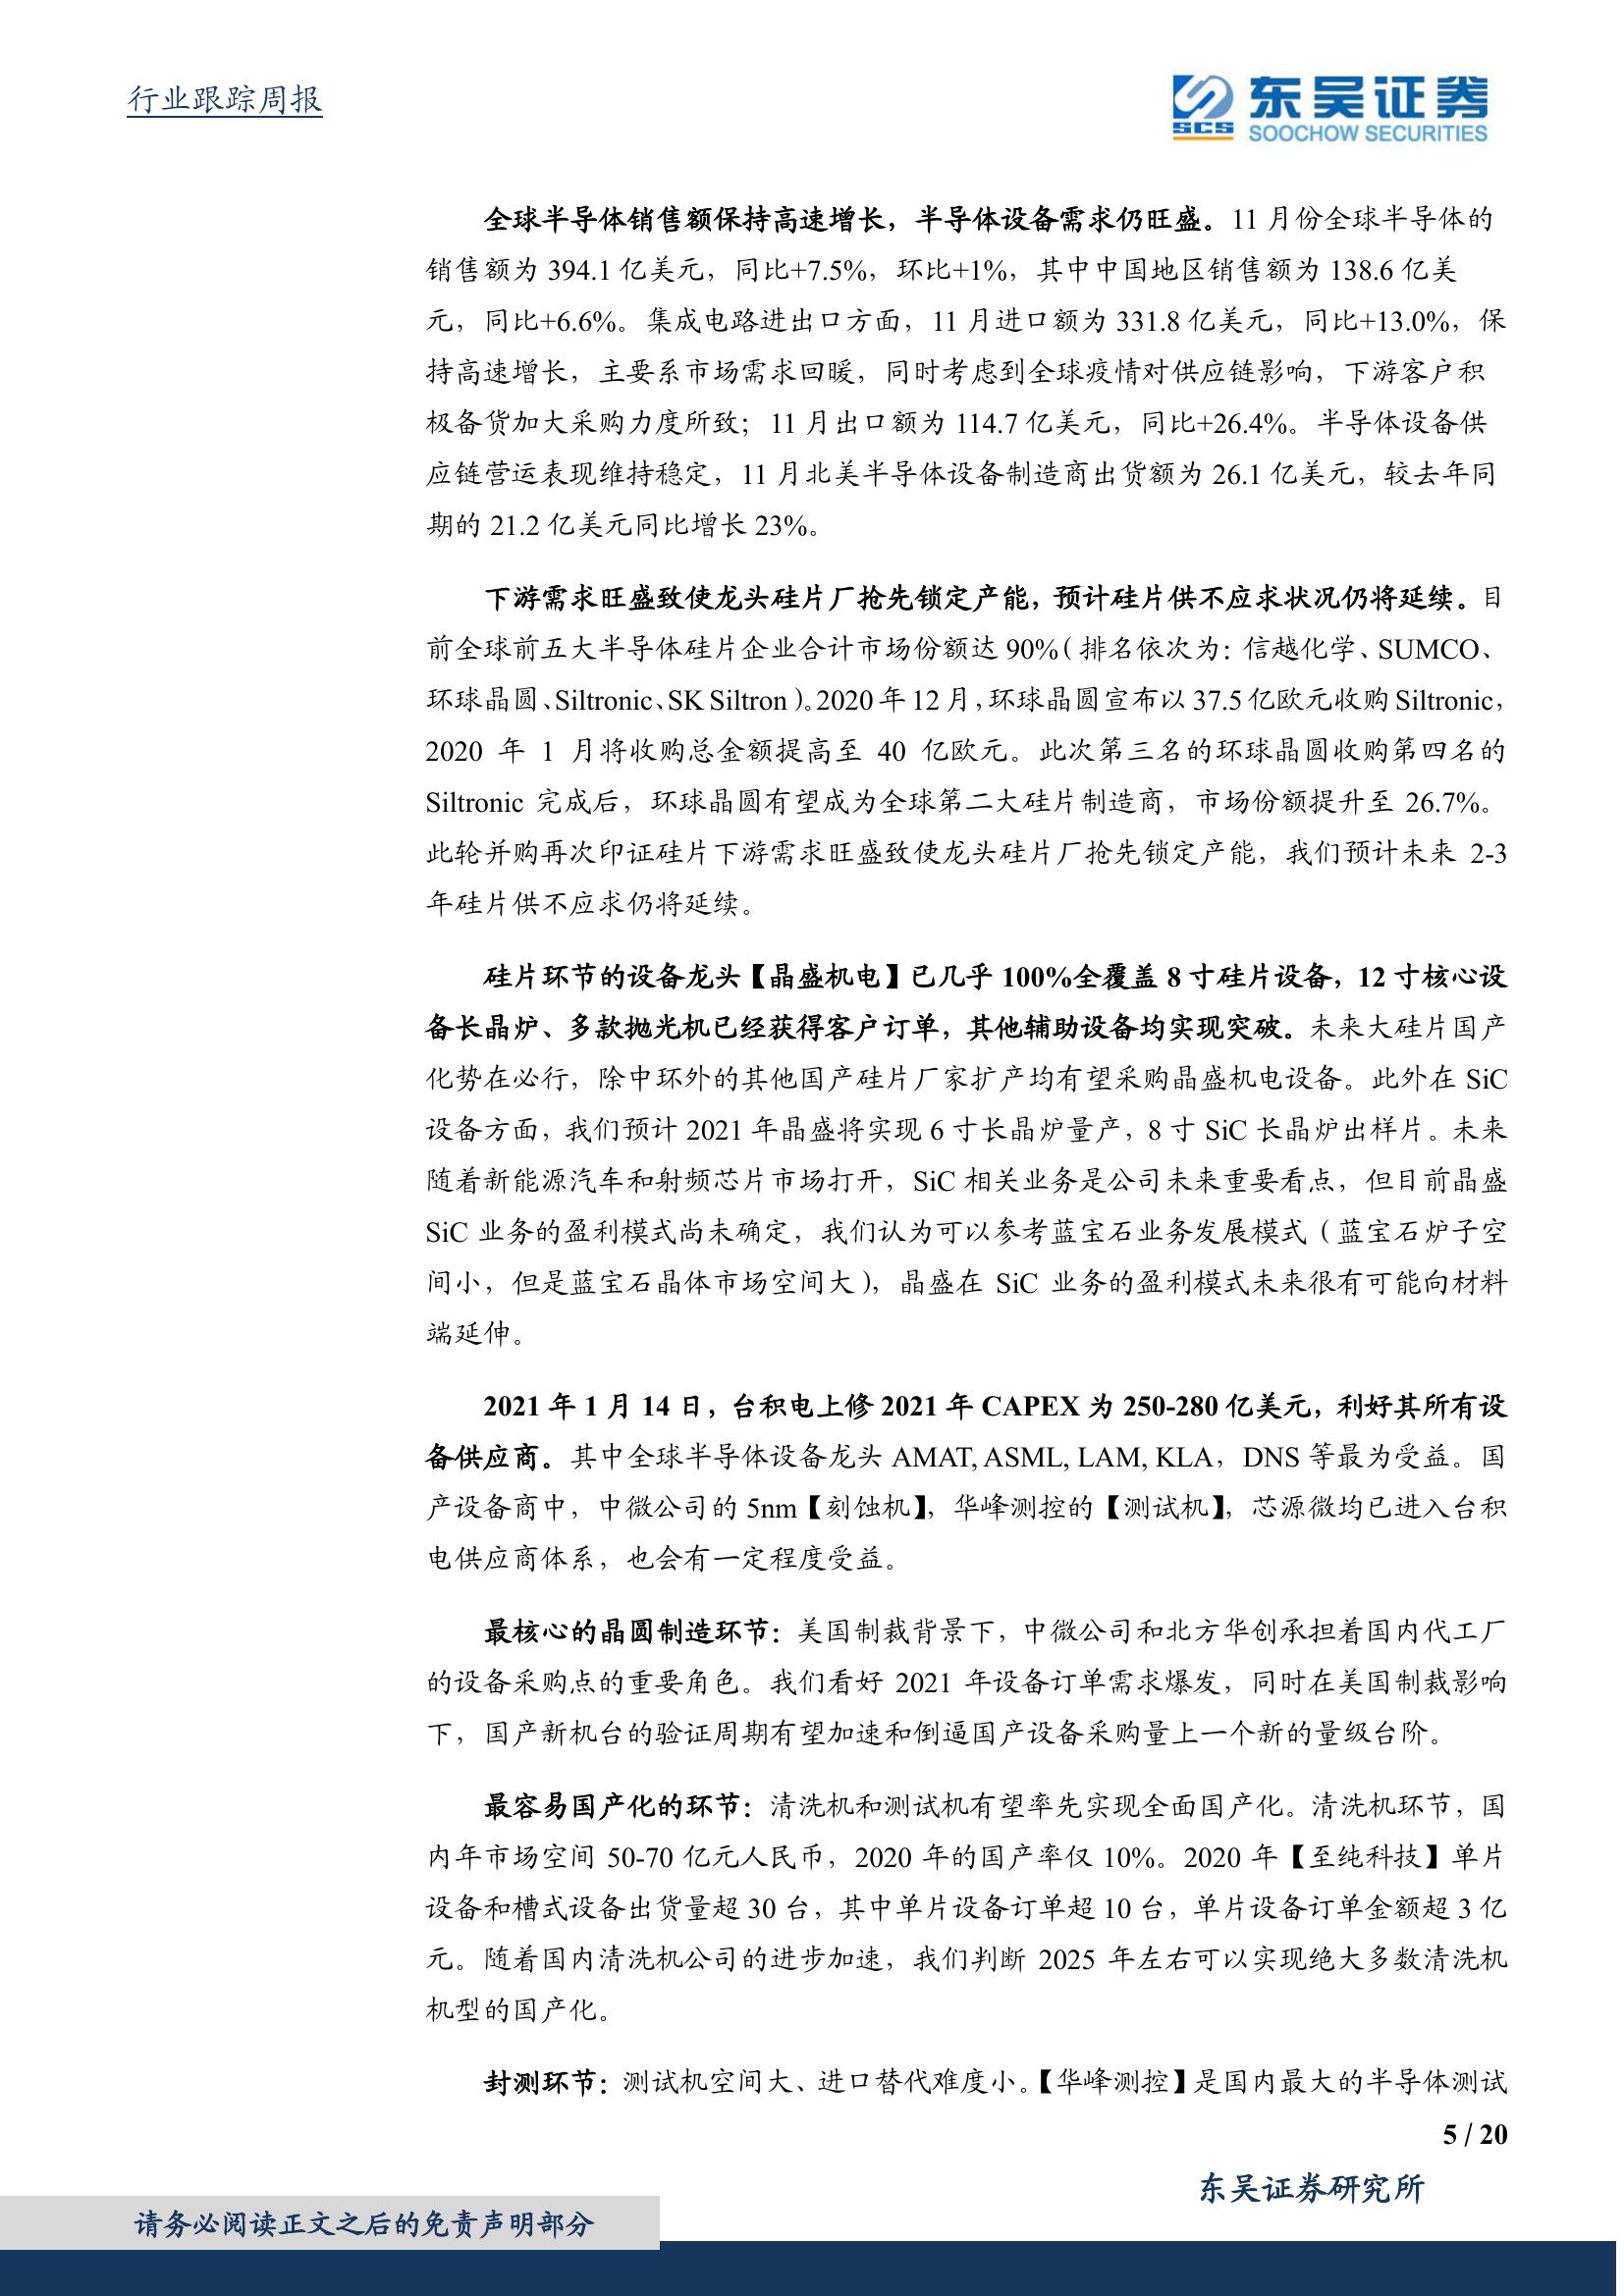 行业跟踪周报
东吴证券
SCS
SOOCHOW SECURITIES
全球半导体销售额保持高速增长，半导体设备需求仍旺盛。11 月份全球半导体的
销售额为 394.1 亿美元，同比+7.5%，环比+1%，其中中国地区销售额为 138.6 亿美
元，同比+6.6%。集成电路进出口方面，11 月进口额为 331.8 亿美元，同比+13.0%，保
持高速增长，主要系市场需求回暖，同时考虑到全球疫情对供应链影响，下游客户积
极备货加大采购力度所致；11 月出口额为 114.7 亿美元，同比+26.4%。半导体设备供
应链营运表现维持稳定，11 月北美半导体设备制造商出货额为 26.1 亿美元，较去年同
期的 21.2 亿美元同比增长 23%。
下游需求旺盛致使龙头硅片厂抢先锁定产能，预计硅片供不应求状况仍将延续。目
前全球前五大半导体硅片企业合计市场份额达 90%（排名依次为：信越化学、SUMCO、
环球晶圆、Siltronic、SK Siltron）。2020 年 12 月，环球晶圆宣布以 37.5 亿欧元收购 Siltronic，
2020 年 1 月将收购总金额提高至 40 亿欧元。此次第三名的环球晶圆收购第四名的
Siltronic 完成后，环球晶圆有望成为全球第二大硅片制造商，市场份额提升至 26.7%。
此轮并购再次印证硅片下游需求旺盛致使龙头硅片厂抢先锁定产能，我们预计未来 2-3
年硅片供不应求仍将延续。
硅片环节的设备龙头【晶盛机电】已几乎 100%全覆盖 8 寸硅片设备，12 寸核心设
备长晶炉、多款抛光机已经获得客户订单，其他辅助设备均实现突破。未来大硅片国产
化势在必行，除中环外的其他国产硅片厂家扩产均有望采购晶盛机电设备。此外在 SiC
设备方面，我们预计 2021 年晶盛将实现 6 寸长晶炉量产，8 寸 SiC 长晶炉出样片。未来
随着新能源汽车和射频芯片市场打开，SiC 相关业务是公司未来重要看点，但目前晶盛
SiC 业务的盈利模式尚未确定，我们认为可以参考蓝宝石业务发展模式（蓝宝石炉子空
间小，但是蓝宝石晶体市场空间大），晶盛在 SiC 业务的盈利模式未来很有可能向材料
端延伸。
2021 年 1 月 14 日，台积电上修 2021 年 CAPEX 为 250-280 亿美元，利好其所有设
备供应商。其中全球半导体设备龙头 AMAT, ASML, LAM, KLA，DNS 等最为受益。国
产设备商中，中微公司的 5nm【刻蚀机】，华峰测控的【测试机】，芯源微均已进入台积
电供应商体系，也会有一定程度受益。
最核心的晶圆制造环节：美国制裁背景下，中微公司和北方华创承担着国内代工厂
的设备采购点的重要角色。我们看好 2021 年设备订单需求爆发，同时在美国制裁影响
下，国产新机台的验证周期有望加速和倒逼国产设备采购量上一个新的量级台阶。
最容易国产化的环节：清洗机和测试机有望率先实现全面国产化。清洗机环节，国
内年市场空间 50-70 亿元人民币，2020 年的国产率仅 10%。2020 年【至纯科技】单片
设备和槽式设备出货量超 30 台，其中单片设备订单超 10 台，单片设备订单金额超 3 亿
元。随着国内清洗机公司的进步加速，我们判断 2025 年左右可以实现绝大多数清洗机
机型的国产化。
封测环节：测试机空间大、进口替代难度小。【华峰测控】是国内最大的半导体测试
5 / 20
东吴证券研究所
请务必阅读正文之后的免责声明部分